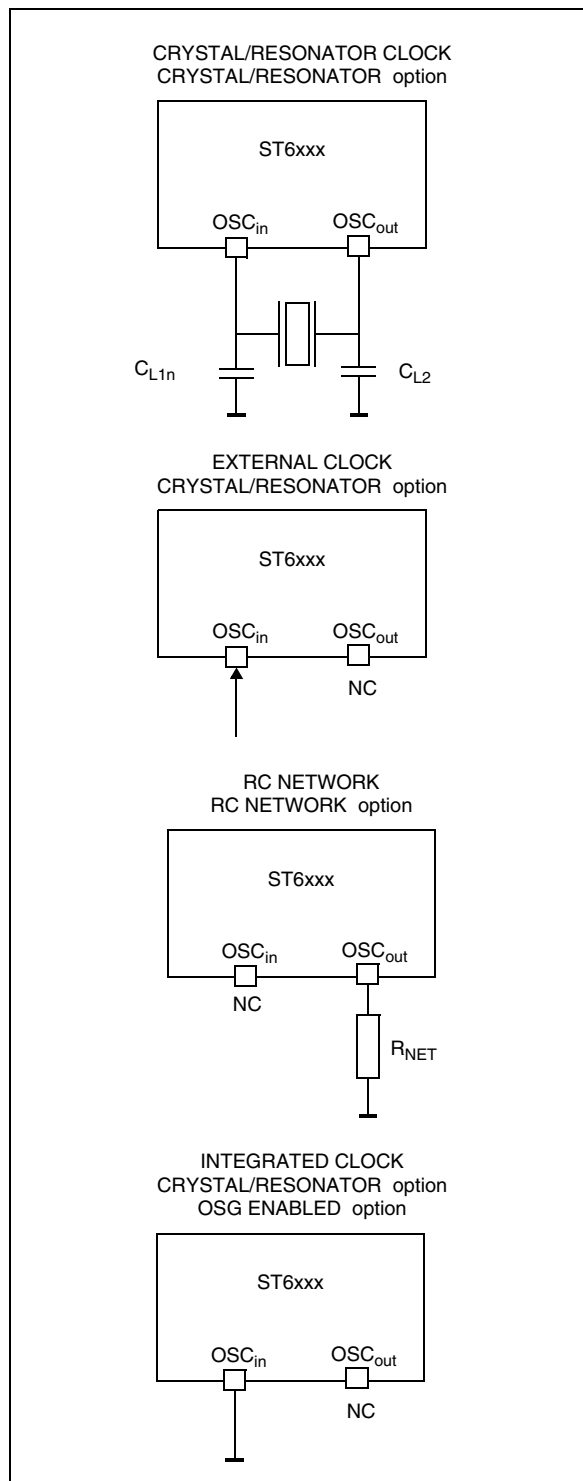 CRYSTAL/RESONATOR CLOCK
CRYSTAL/RESONATOR option
ST6xxx
OSCin OSCout
CL1n CL2
EXTERNAL CLOCK
CRYSTAL/RESONATOR option
ST6xxx
OSCin OSCout
NC
RC NETWORK
RC NETWORK option
ST6xxx
OSCin OSCout
NC
RNET
INTEGRATED CLOCK
CRYSTAL/RESONATOR option
OSG ENABLED option
ST6xxx
OSCin OSCout
NC